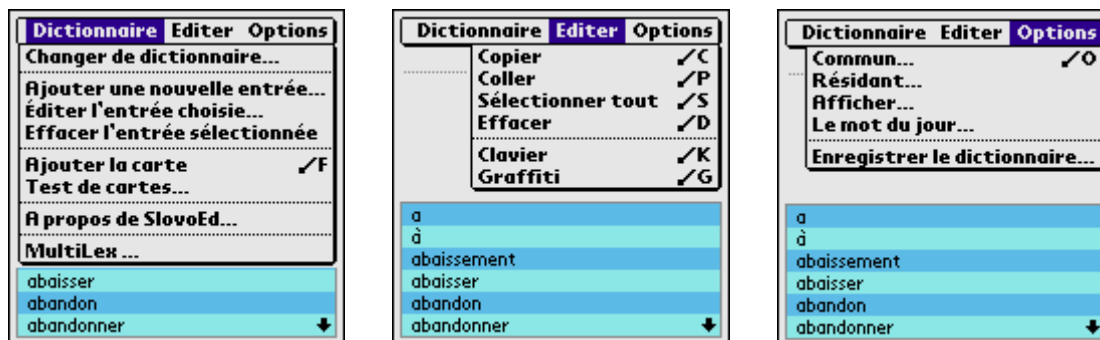 Dictionnaire Editer Options
Changer de dictionnaire...
Ajouter une nouvelle entrée...
Éditer l'entrée choisie...
Effacer l'entrée sélectionnée
Ajouter la carte /F
Test de cartes...
A propos de SlovoEd...
MultiLex ...
abaisser
abandon
abandonner
Dictionnaire Editer Options
Copier /C
Coller /P
Sélectionner tout /S
Effacer /D
Clavier /K
Graffiti /G
a
à
abaissement
abaisser
abandon
abandonner
Dictionnaire Editer Options
Commun... /O
Résidant...
Afficher...
Le mot du jour...
Enregistrer le dictionnaire...
a
à
abaissement
abaisser
abandon
abandonner